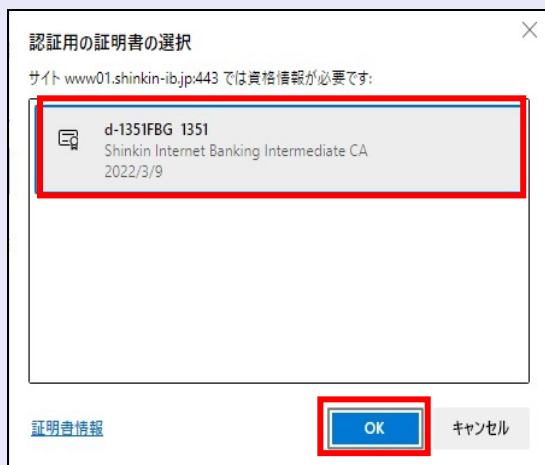 認証用の証明書の選択
サイト www01.shinkin-ib.jp:443 では資格情報が必要です:
d-1351FBG 1351
Shinkin Internet Banking Intermediate CA
2022/3/9
証明書情報
OK
キャンセル